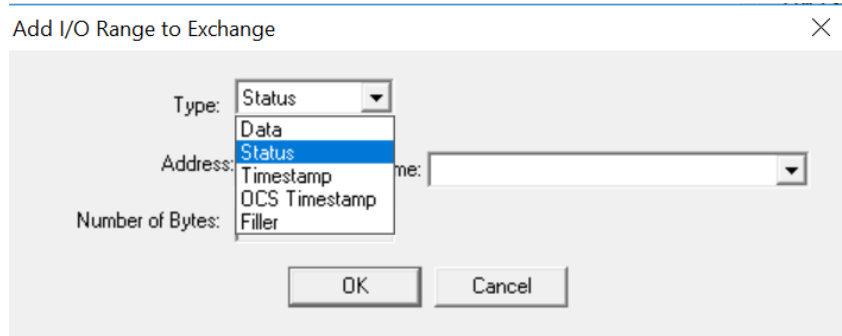 Add I/O Range to Exchange
Type: Status
Data
Status
Address: me:
Timestamp
OCS Timestamp
Number of Bytes: Filler
OK Cancel